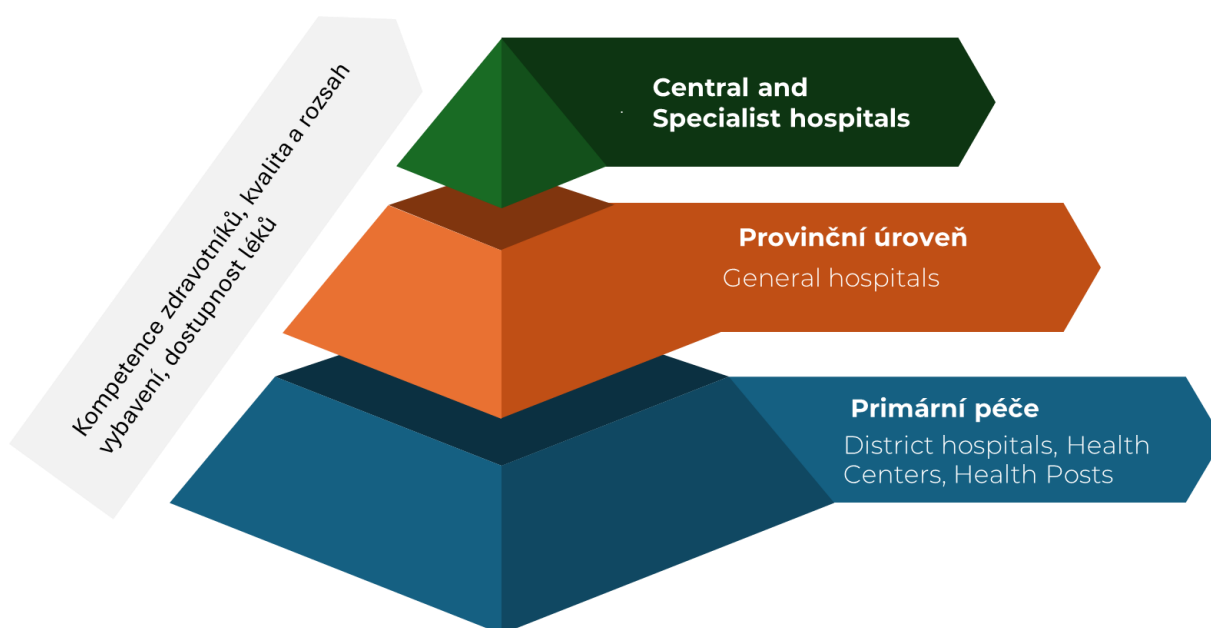 Kompetence zdravotníků, kvalita a rozsah
vybavení, dostupnost léků
Central and
Specialist hospitals
Provinční úroveň
General hospitals
Primární péče
District hospitals, Health
Centers, Health Posts